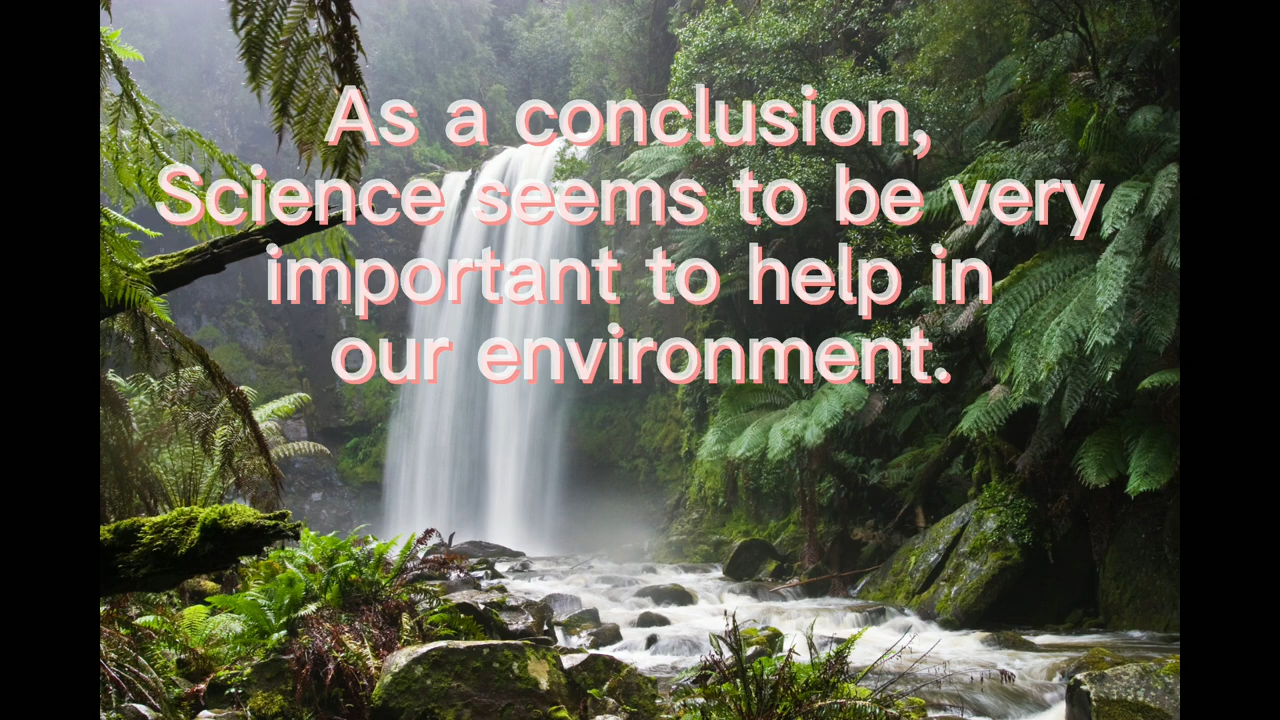 As a conclusion,
Science seems to be very
important to help in
our environment.